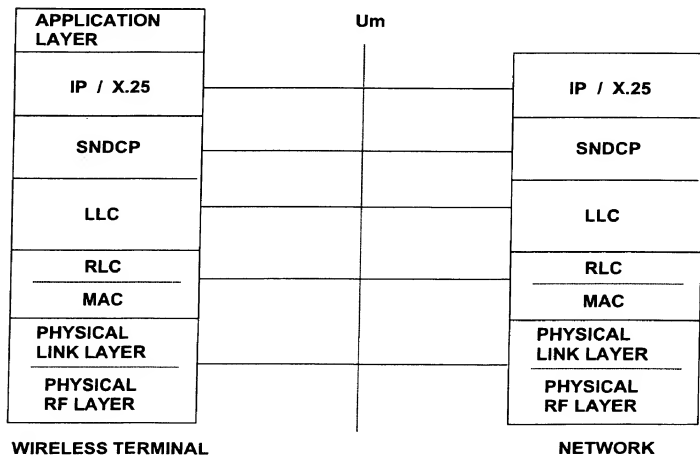 APPLICATION
LAYER
Um
IP / X.25
IP / X.25
SNDCP
SNDCP
LLC
LLC
RLC
RLC
MAC
MAC
PHYSICAL
LINK LAYER
PHYSICAL
LINK LAYER
PHYSICAL
RF LAYER
PHYSICAL
RF LAYER
WIRELESS TERMINAL
NETWORK